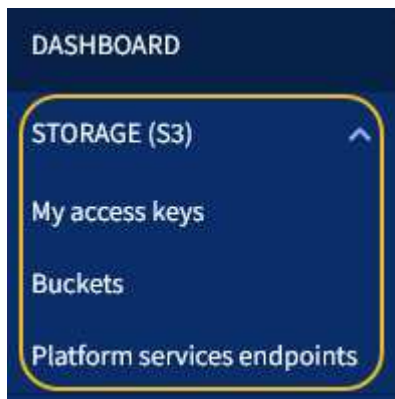 DASHBOARD
STORAGE (S3)
My access keys
Buckets
Platform services endpoints